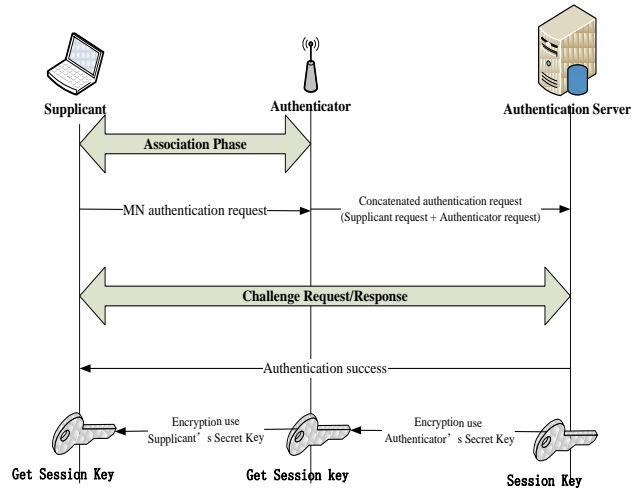 Supplicant
Authenticator
Authentication Server
Association Phase
MN authentication request
Concatenated authentication request
(Supplicant request + Authenticator request)
Challenge Request/Response
Authentication success
Encryption use
Supplicant's Secret Key
Encryption use
Authenticator's Secret Key
Get Session Key
Get Session key
Session Key